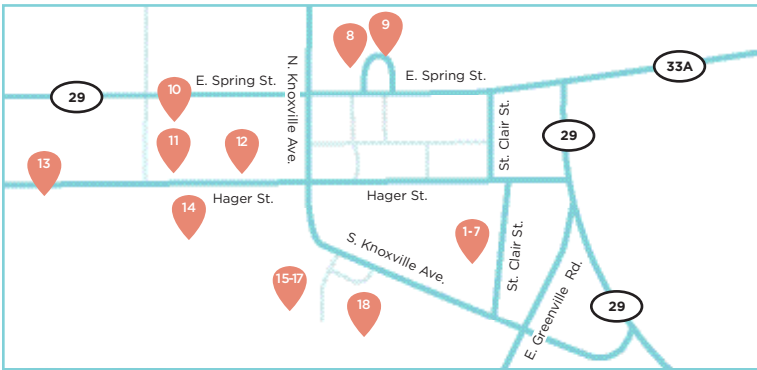 9
8
N. Knoxville Ave.
33A
E. Spring St.
E. Spring St.
29
10
St. Clair St.
29
11
12
13
Hager St.
Hager St.
14
1-7
St. Clair St.
S. Knoxville Ave.
15-17
18
E. Greenville Rd.
29